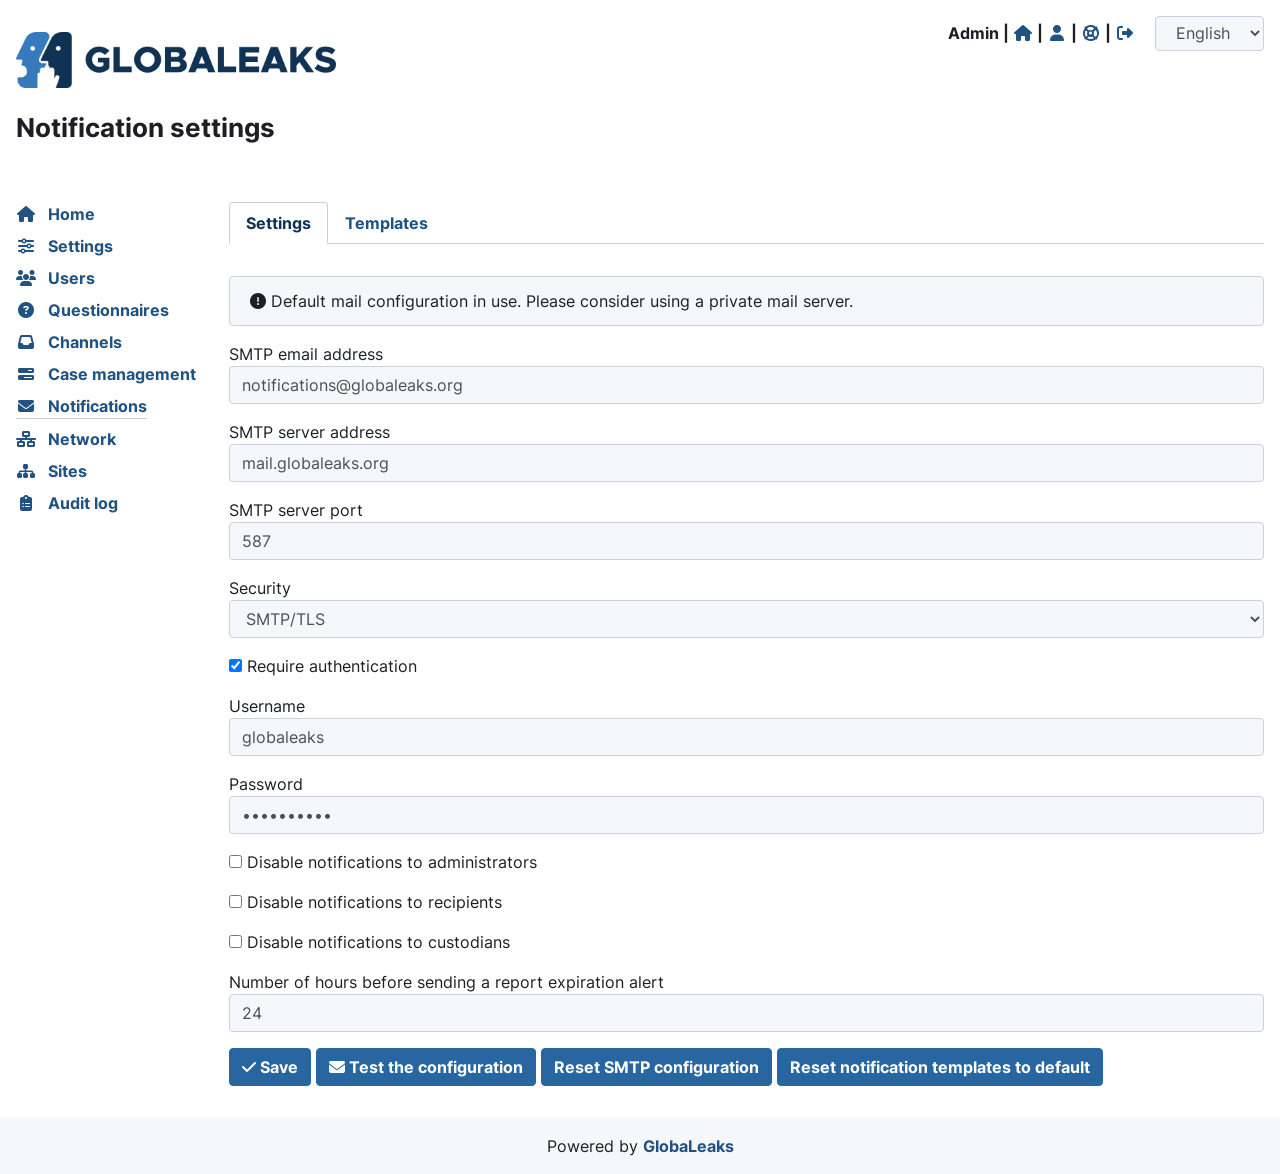 GLOBALEAKS
Admin | | | |
English
Notification settings
Home
Settings
Users
Questionnaires
Channels
Case management
Notifications
Network
Sites
Audit log
Settings Templates
Default mail configuration in use. Please consider using a private mail server.
SMTP email address
notifications@globaleaks.org
SMTP server address
mail.globaleaks.org
SMTP server port
587
Security
SMTP/TLS
Require authentication
Username
globaleaks
Password
••••••••••
Disable notifications to administrators
Disable notifications to recipients
Disable notifications to custodians
Number of hours before sending a report expiration alert
24
Save Test the configuration Reset SMTP configuration Reset notification templates to default
Powered by GlobaLeaks